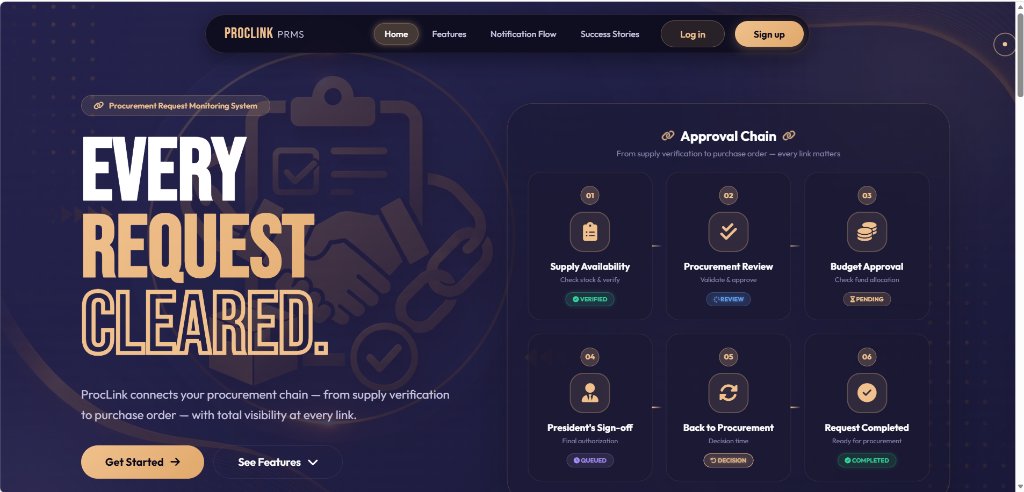 PROCLINK PRMS
Home
Features
Notification Flow
Success Stories
Log in
Sign up
Procurement Request Monitoring System
EVERY
REQUEST
CLEARED.
ProcLink connects your procurement chain — from supply verification
to purchase order — with total visibility at every link.
Get Started
See Features
Approval Chain
From supply verification to purchase order — every link matters
01
Supply Availability
Check stock & verify
VERIFIED
02
Procurement Review
Validate & approve
REVIEW
03
Budget Approval
Check fund allocation
PENDING
04
President's Sign-off
Final authorization
QUEUED
05
Back to Procurement
Decision time
DECISION
06
Request Completed
Ready for procurement
COMPLETED